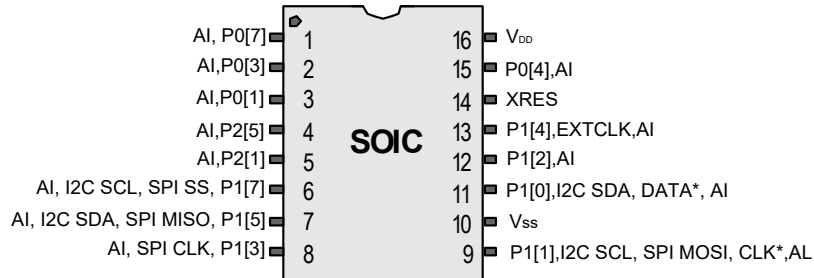 AI, P0[7] 1 16 VDD
AI,P0[3] 2 15 P0[4],AI
AI,P0[1] 3 14 XRES
AI,P2[5] 4 13 P1[4],EXTCLK,AI
SOIC
AI,P2[1] 5 12 P1[2],AI
AI, I2C SCL, SPI SS, P1[7] 6 11 P1[0],I2C SDA, DATA*, AI
AI, I2C SDA, SPI MISO, P1[5] 7 10 Vss
AI, SPI CLK, P1[3] 8 9 P1[1],I2C SCL, SPI MOSI, CLK*,AL